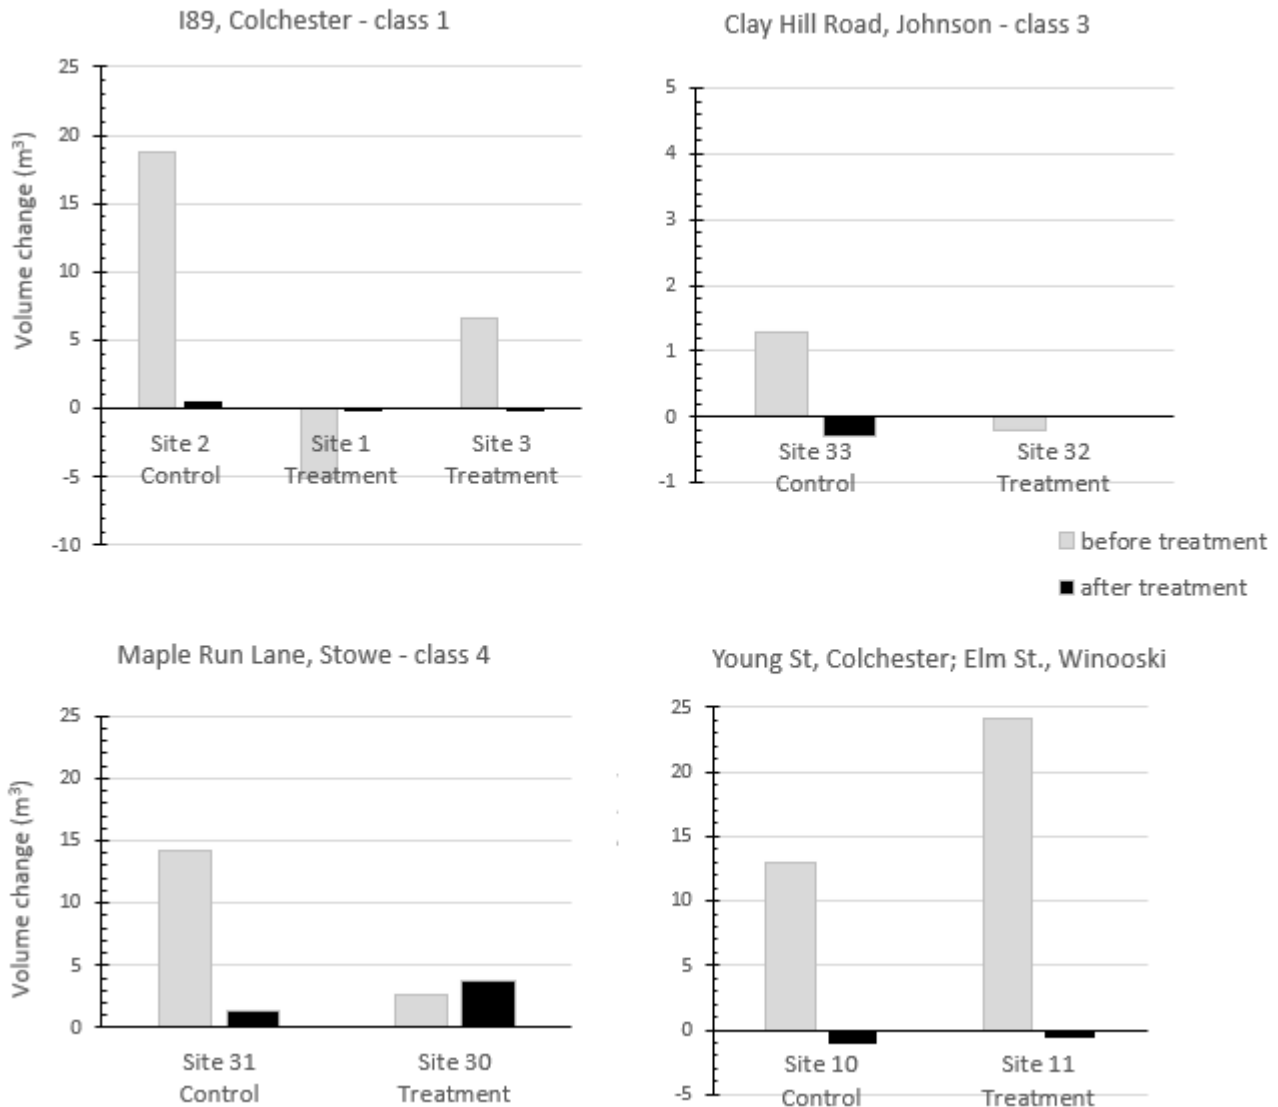 I89, Colchester - class 1
Volume change (m³)
25
20
15
10
5
0
-5
-10
Site 2 Site 1 Site 3
Control Treatment Treatment
Clay Hill Road, Johnson - class 3
5
4
3
2
1
0
-1
Site 33 Site 32
Control Treatment
before treatment
after treatment
Maple Run Lane, Stowe - class 4
Volume change (m³)
25
20
15
10
5
0
Site 31 Site 30
Control Treatment
Young St, Colchester; Elm St., Winooski
25
20
15
10
5
0
-5
Site 10 Site 11
Control Treatment